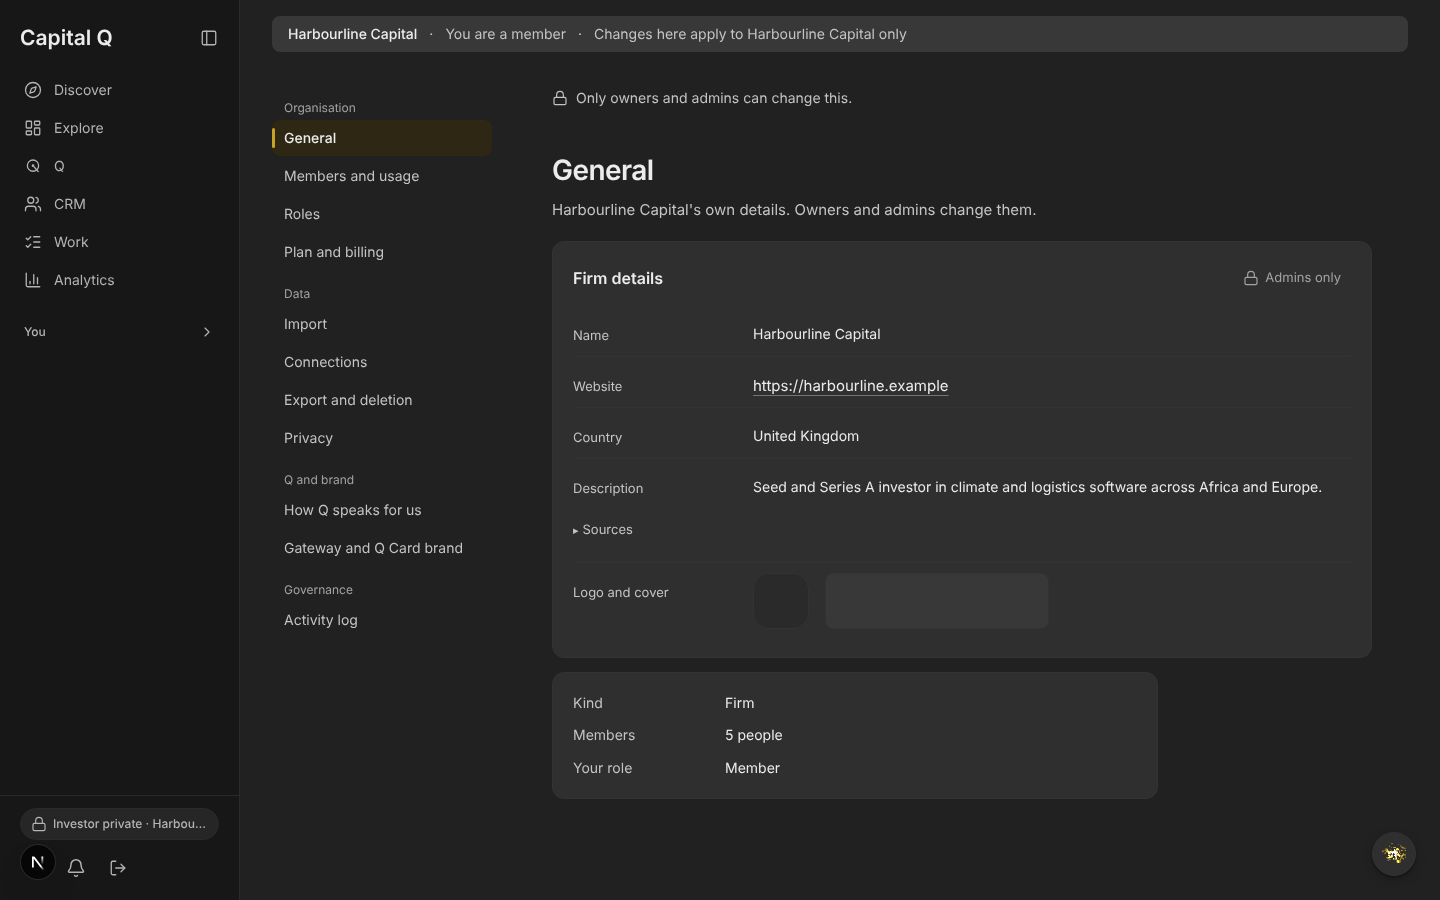 Capital Q
Discover
Explore
Q
CRM
Work
Analytics
You
Investor private · Harbou...
N
Harbourline Capital · You are a member · Changes here apply to Harbourline Capital only
Organisation
General
Members and usage
Roles
Plan and billing
Data
Import
Connections
Export and deletion
Privacy
Q and brand
How Q speaks for us
Gateway and Q Card brand
Governance
Activity log
Only owners and admins can change this.
General
Harbourline Capital's own details. Owners and admins change them.
Firm details
Admins only
Name Harbourline Capital
Website https://harbourline.example
Country United Kingdom
Description Seed and Series A investor in climate and logistics software across Africa and Europe.
▸ Sources
Logo and cover
Kind Firm
Members 5 people
Your role Member